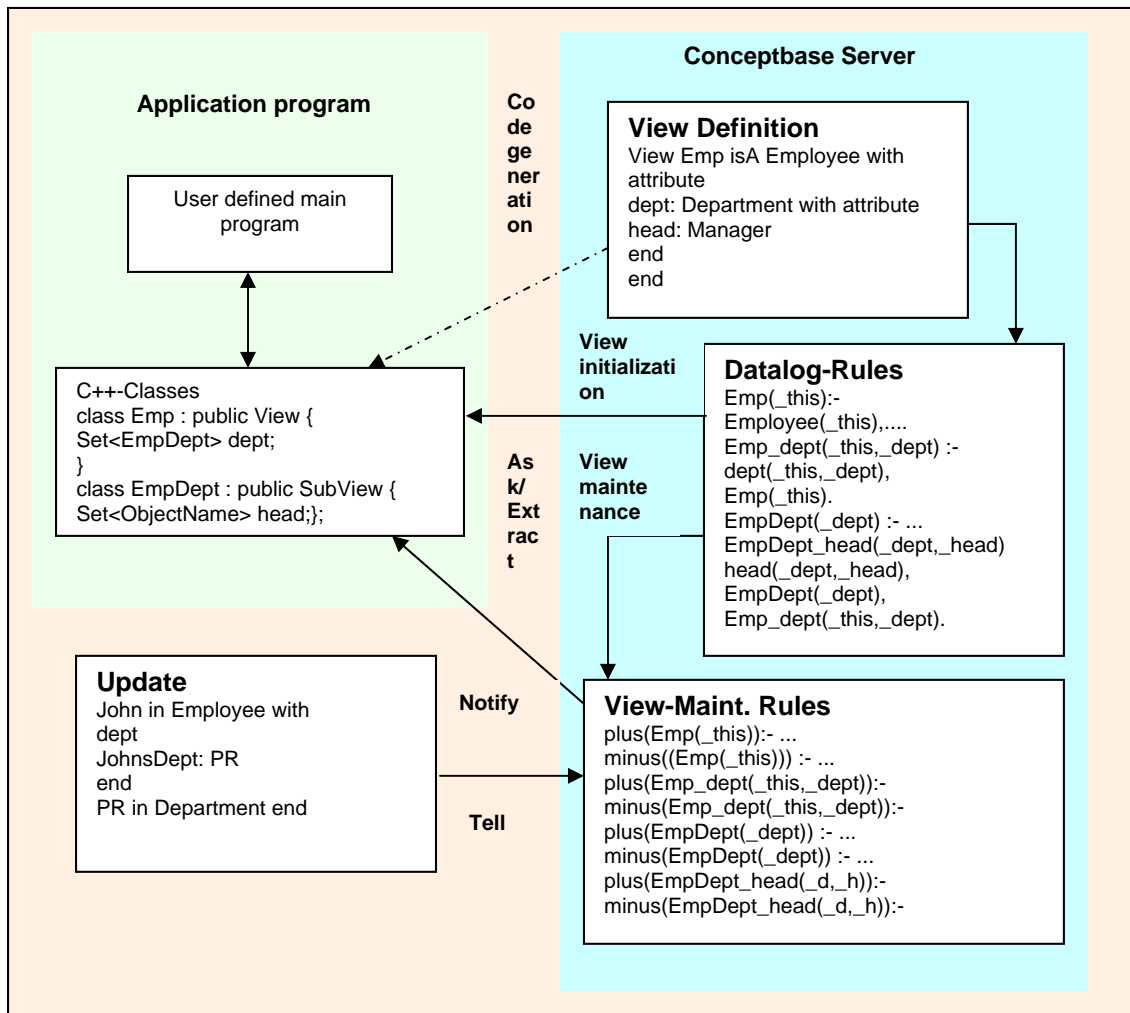 Conceptbase Server
Application program
Co
de
ge
ner
ati
on
View Definition
View Emp isA Employee with
attribute
dept: Department with attribute
head: Manager
end
end
User defined main
program
View
initializati
on
C++-Classes
class Emp : public View {
Set<EmpDept> dept;
}
class EmpDept : public SubView {
Set<ObjectName> head;};
Datalog-Rules
Emp(_this):-
Employee(_this),....
Emp_dept(_this,_dept) :-
dept(_this,_dept),
Emp(_this).
EmpDept(_dept) :- ...
EmpDept_head(_dept,_head)
head(_dept,_head),
EmpDept(_dept),
Emp_dept(_this,_dept).
As
k/
Ext
rac
t
View
mainte
nance
Update
John in Employee with
dept
JohnsDept: PR
end
PR in Department end
Notify
Tell
View-Maint. Rules
plus(Emp(_this)):- ...
minus((Emp(_this))) :- ...
plus(Emp_dept(_this,_dept)):-
minus(Emp_dept(_this,_dept)):-
plus(EmpDept(_dept)) :- ...
minus(EmpDept(_dept)) :- ...
plus(EmpDept_head(_d,_h)):-
minus(EmpDept_head(_d,_h)):-